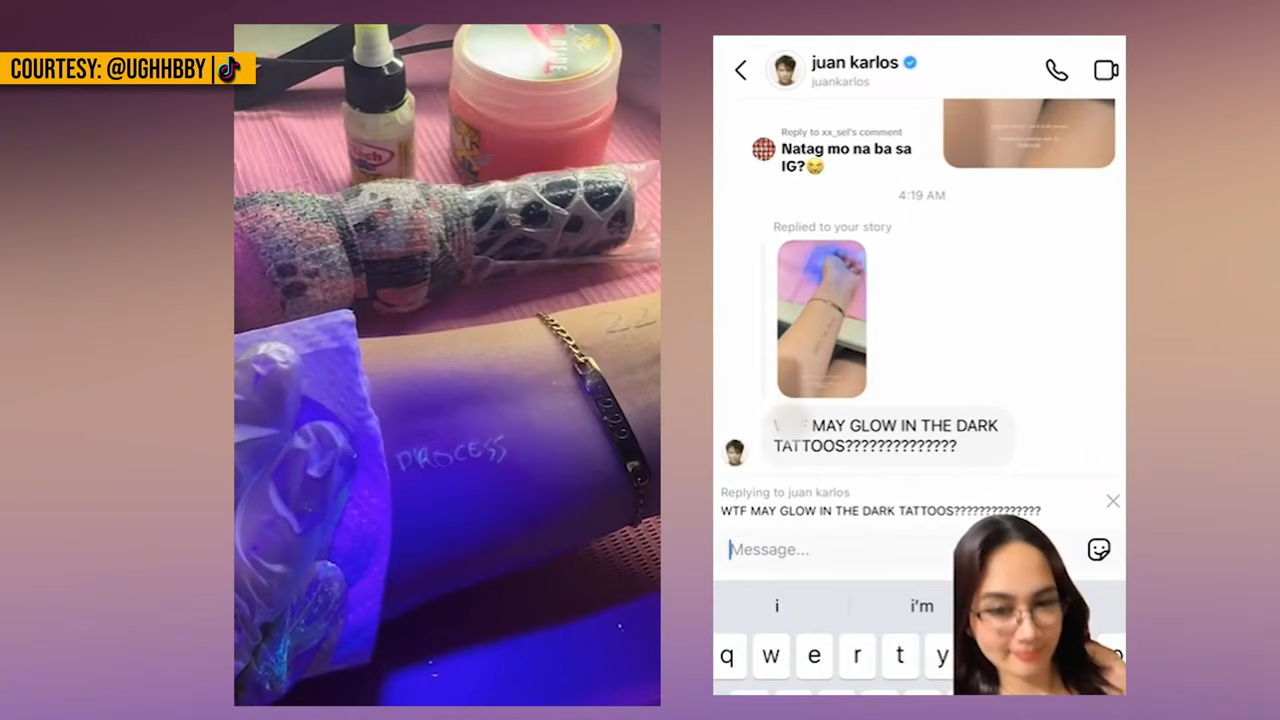 COURTESY: @UGHHBBY |
PROCESS
222
juan karlos
juankarlos
Reply to xx_sel's comment
Natag mo na ba sa
IG?😂
4:19 AM
Replied to your story
WTF MAY GLOW IN THE DARK
TATTOOS??????????????
Replying to juan karlos
WTF MAY GLOW IN THE DARK TATTOOS??????????????
Message...
i i'm
q w e r t y